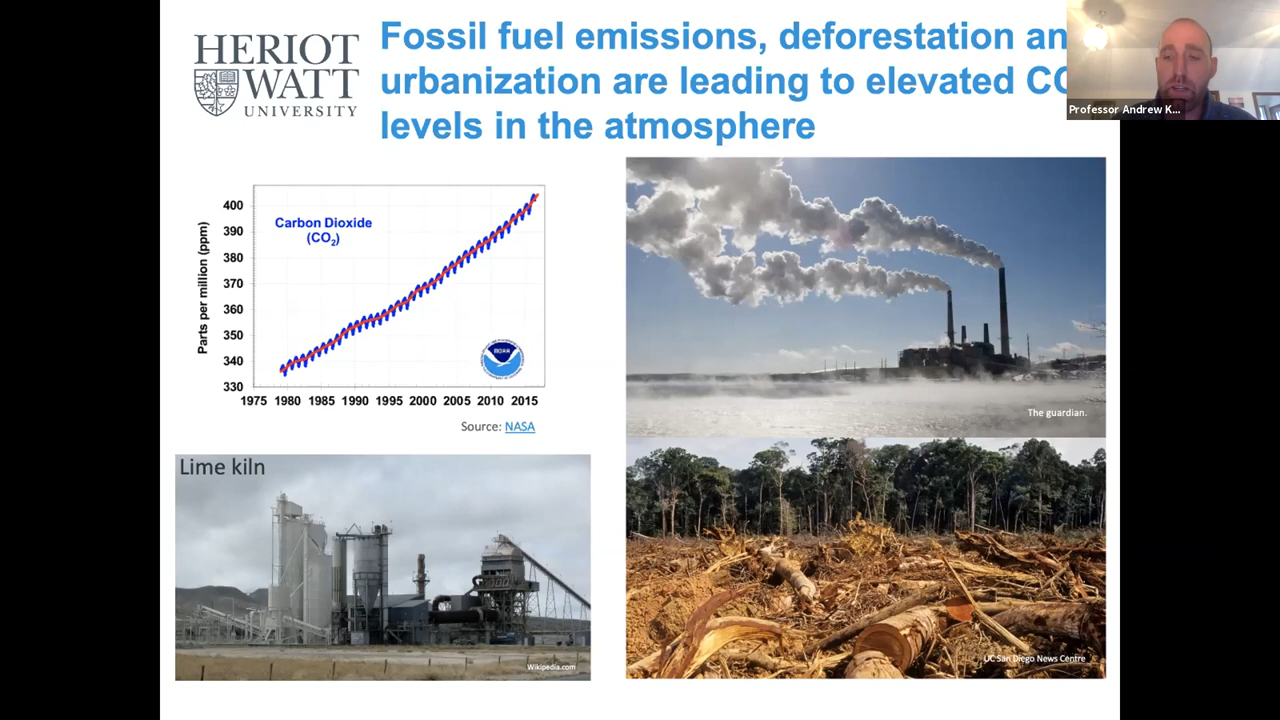 HERIOT
WATT
UNIVERSITY
Fossil fuel emissions, deforestation an
urbanization are leading to elevated CO
levels in the atmosphere
Professor Andrew K...
Carbon Dioxide
(CO₂)
Parts per million (ppm)
400
390
380
370
360
350
340
330
1975 1980 1985 1990 1995 2000 2005 2010 2015
NOAA
Source: NASA
The guardian.
Lime kiln
Wikipedia.com
UC San Diego News Centre